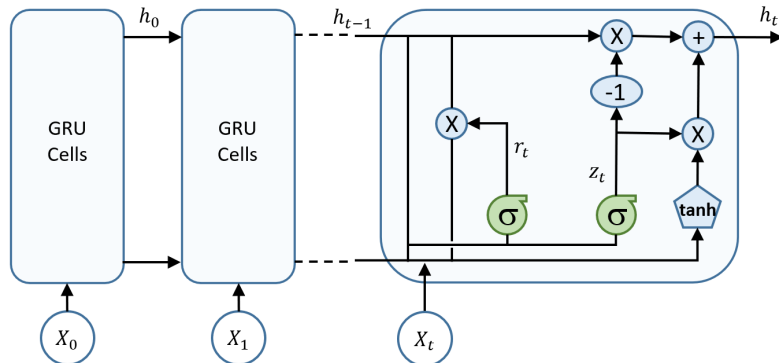 h₀
hₜ₋₁
hₜ
X
+
-1
GRU
Cells
GRU
Cells
X
rₜ
zₜ
X
σ
σ
tanh
X₀
X₁
Xₜ